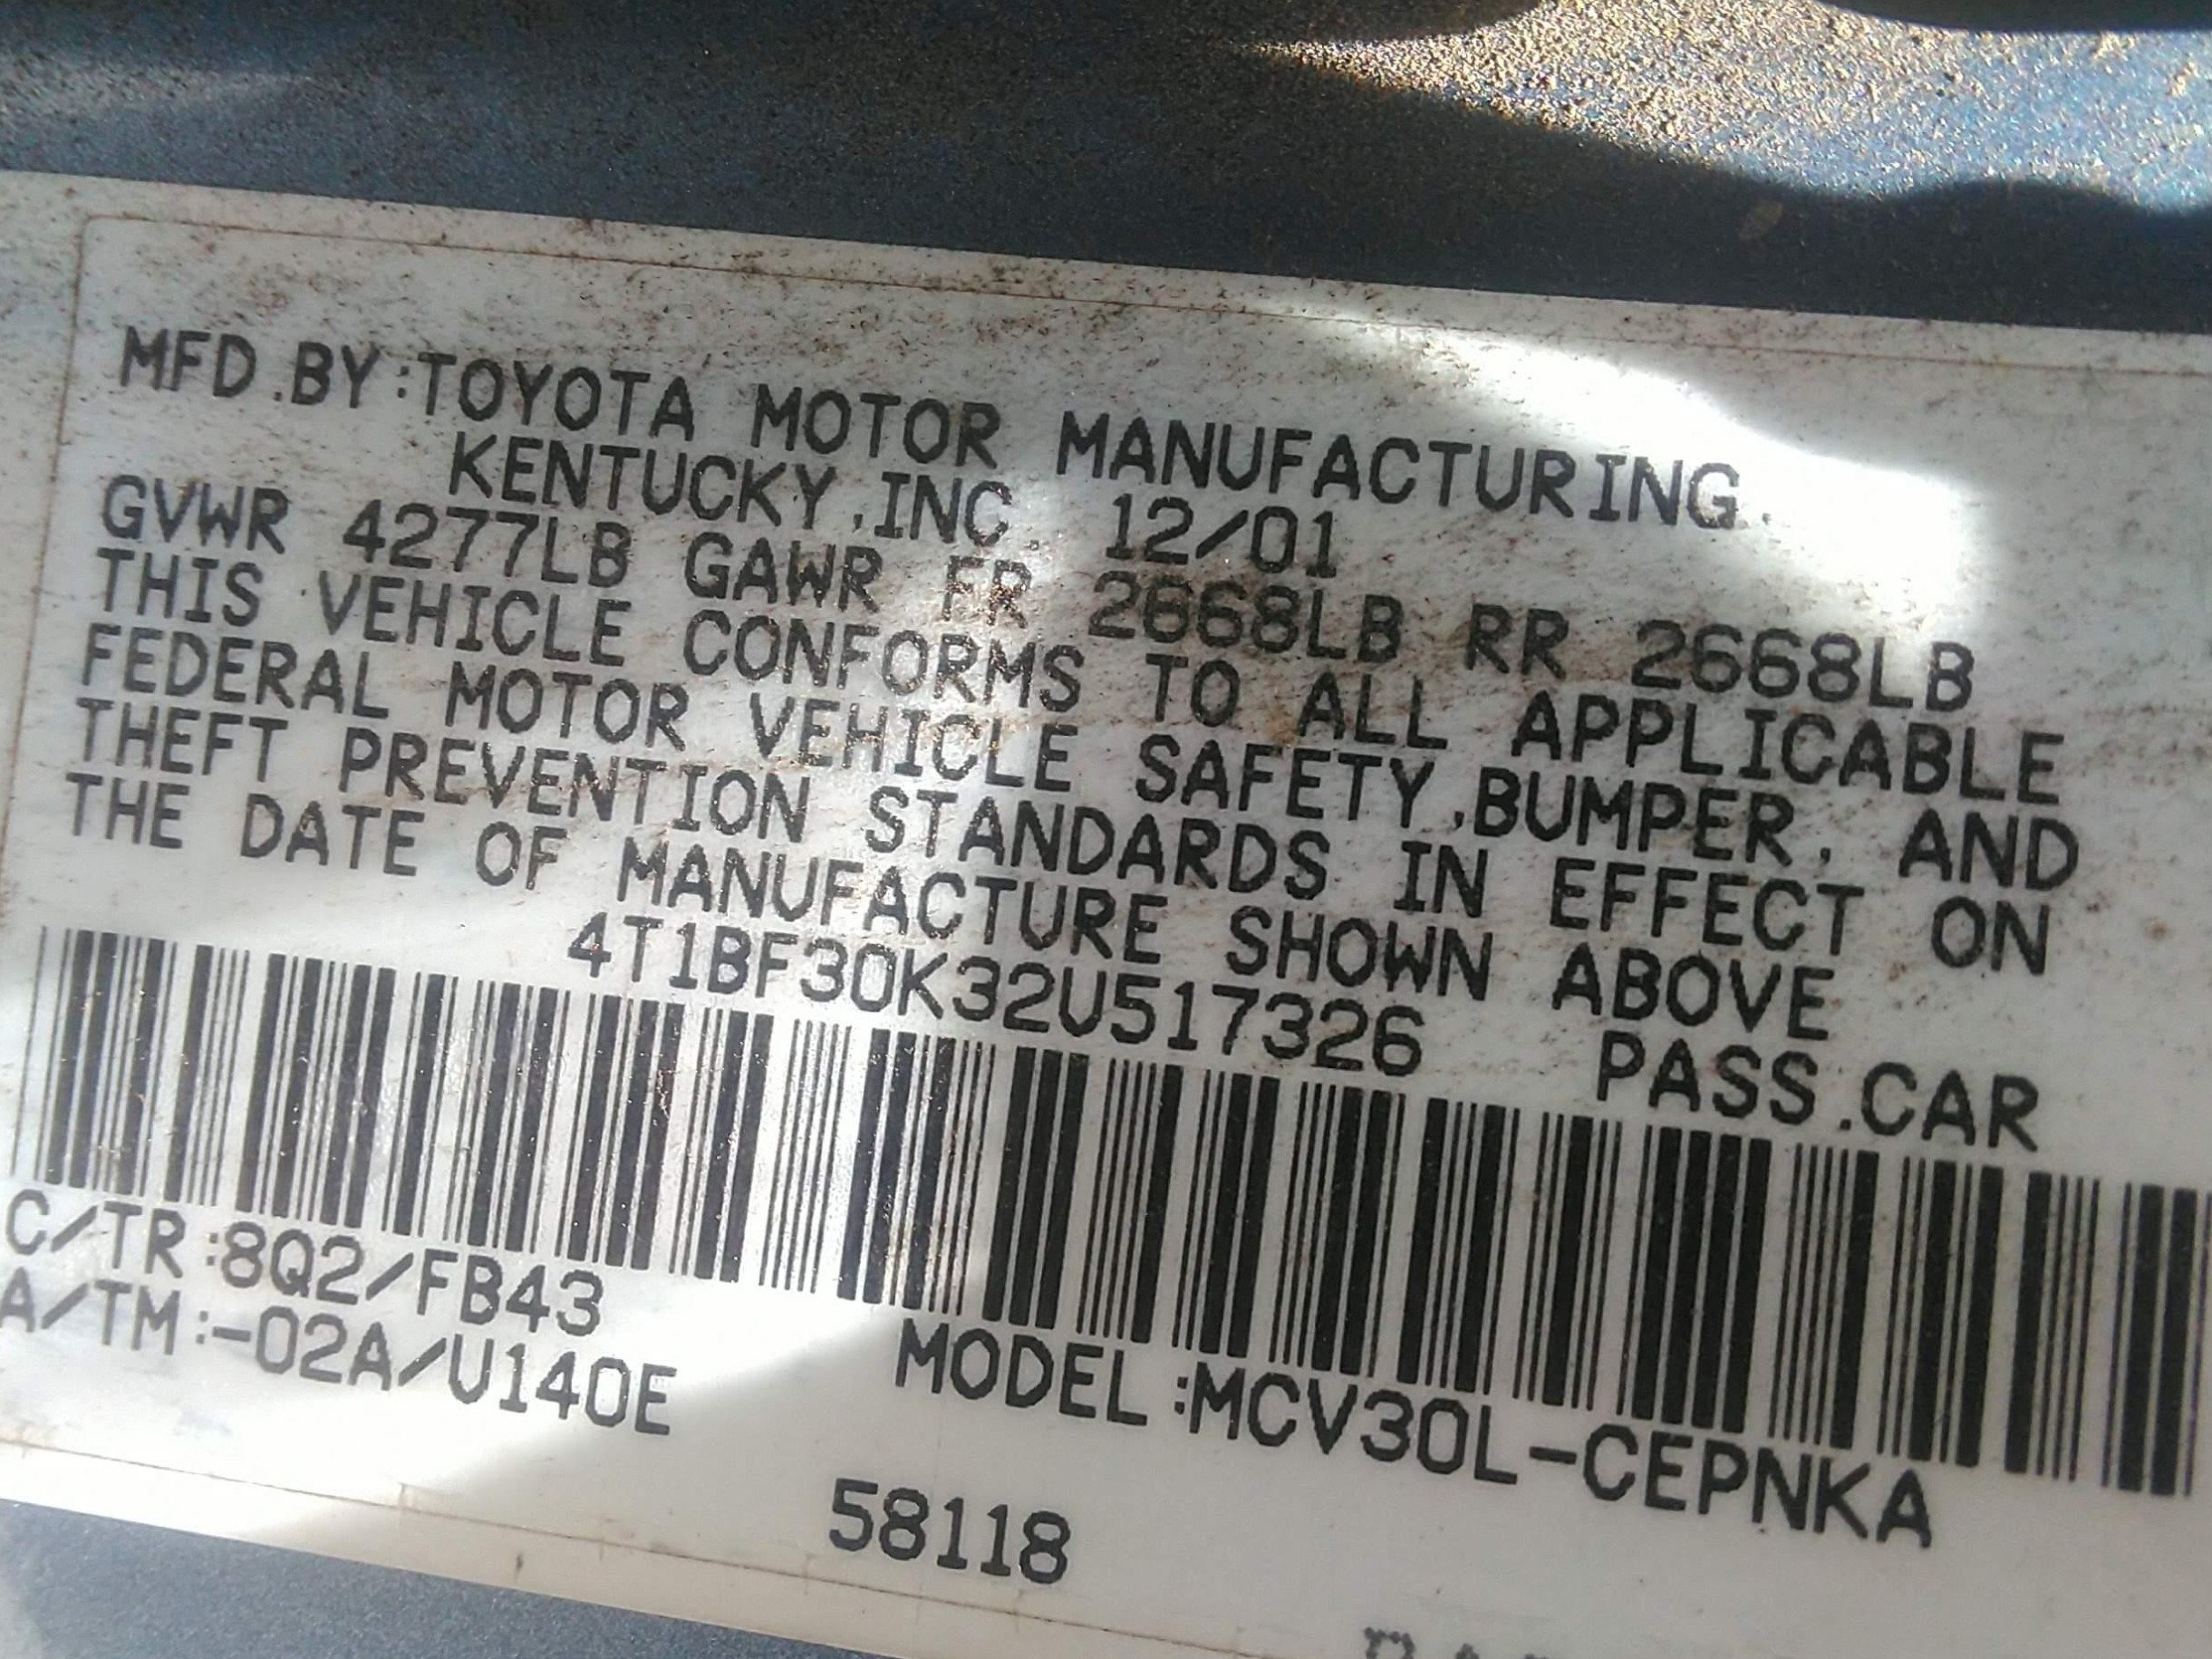 MFD.BY:TOYOTA MOTOR MANUFACTURING.
KENTUCKY,INC. 12/01
GVWR 4277LB GAWR FR 2668LB RR 2668LB
THIS VEHICLE CONFORMS TO ALL APPLICABLE
FEDERAL MOTOR VEHICLE SAFETY,BUMPER, AND
THEFT PREVENTION STANDARDS IN EFFECT ON
THE DATE OF MANUFACTURE SHOWN ABOVE
4T1BF30K32U517326 PASS.CAR
C/TR:8Q2/FB43
A/TM:-02A/U140E MODEL:MCV30L-CEPNKA
58118